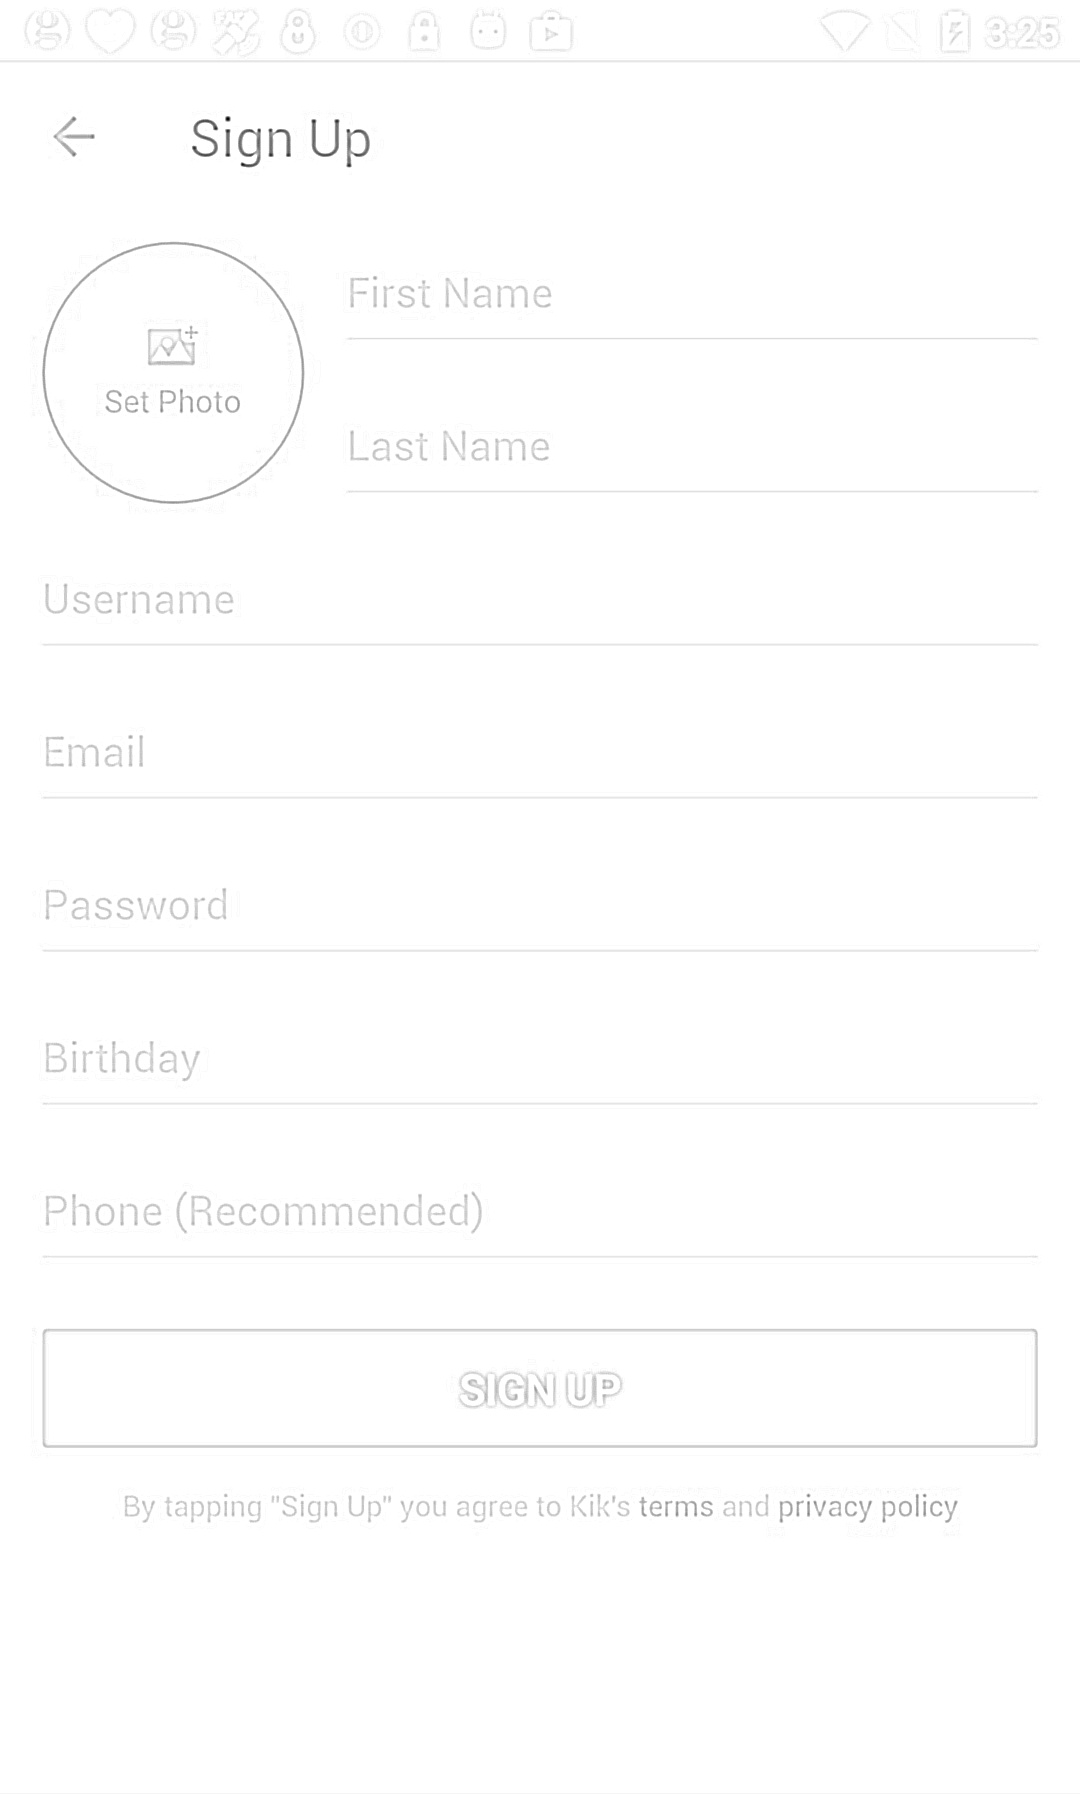 3:25
Sign Up
First Name
Set Photo
Last Name
Username
Email
Password
Birthday
Phone (Recommended)
SIGN UP
By tapping "Sign Up" you agree to Kik's terms and privacy policy